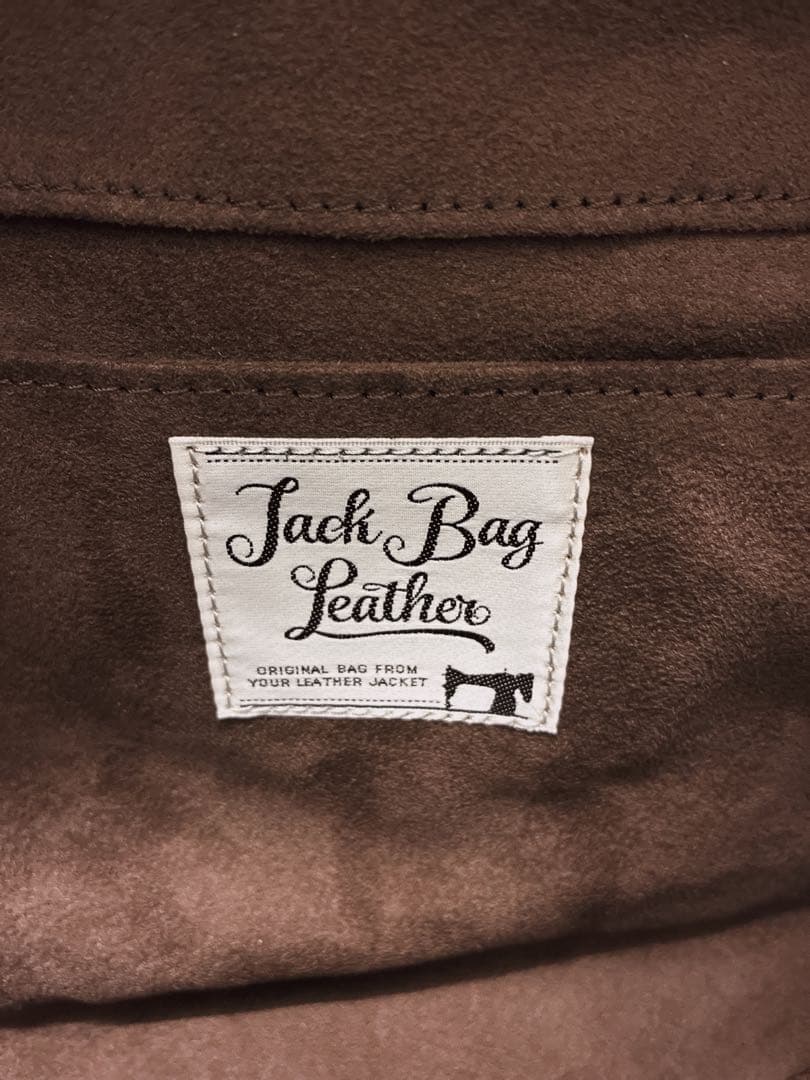 Jack Bag
Leather
ORIGINAL BAG FROM
YOUR LEATHER JACKET